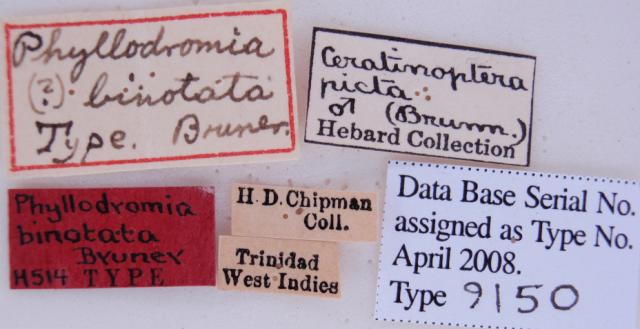 Phyllodromia
(?). binotata
Type. Bruner.
Ceratinoptera
picta
♂ (Brunn.)
Hebard Collection
Phyllodromia
binotata
Bruner
H514 TYPE
H. D. Chipman
Coll.
Trinidad
West Indies
Data Base Serial No.
assigned as Type No.
April 2008.
Type 9150